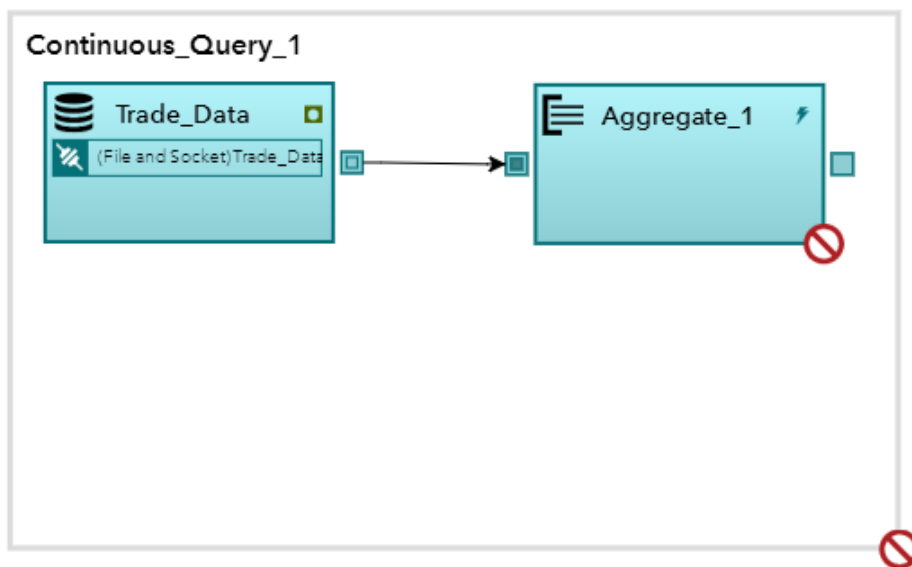 Continuous_Query_1
Trade_Data
(File and Socket)Trade_Data
Aggregate_1